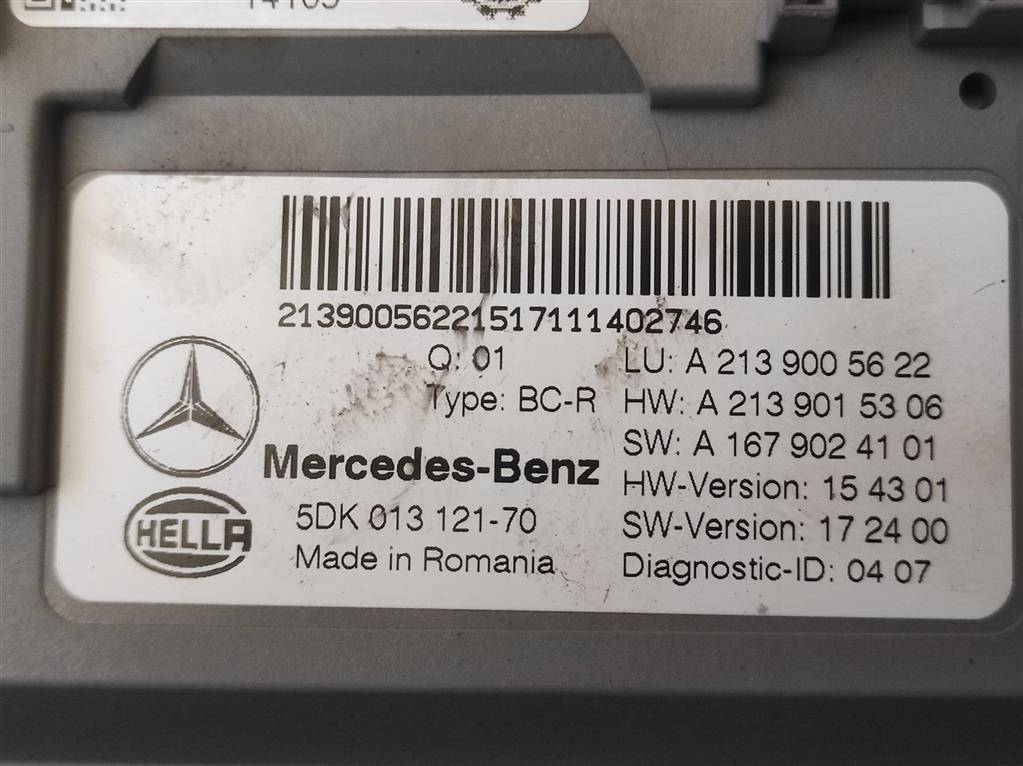 21390056221517111402746
Q: 01
LU: A 213 900 56 22
Type: BC-R
HW: A 213 901 53 06
SW: A 167 902 41 01
Mercedes-Benz
HW-Version: 15 43 01
HELLA
5DK 013 121-70
SW-Version: 17 24 00
Made in Romania
Diagnostic-ID: 04 07